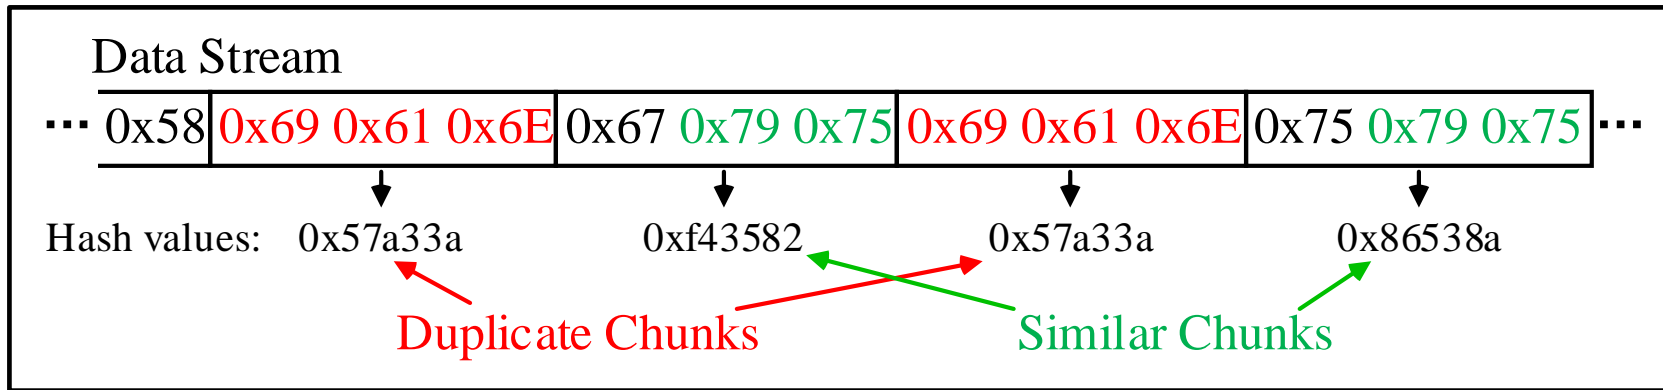 Data Stream
··· 0x58 0x69 0x61 0x6E 0x67 0x79 0x75 0x69 0x61 0x6E 0x75 0x79 0x75 ···
Hash values: 0x57a33a 0xf43582 0x57a33a 0x86538a
Duplicate Chunks Similar Chunks